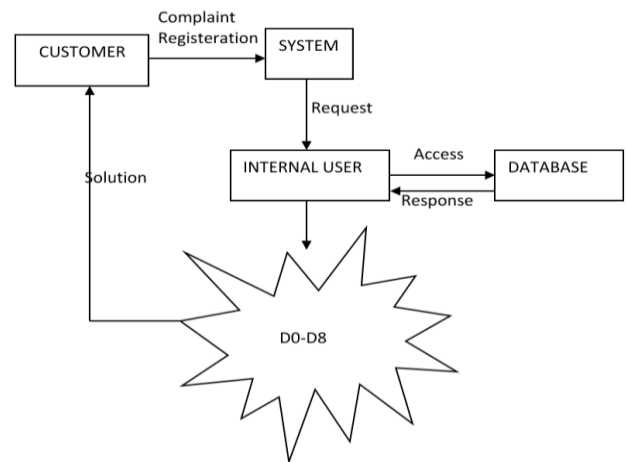 Complaint
Registeration
CUSTOMER
SYSTEM
Request
INTERNAL USER
Access
DATABASE
Response
Solution
D0-D8